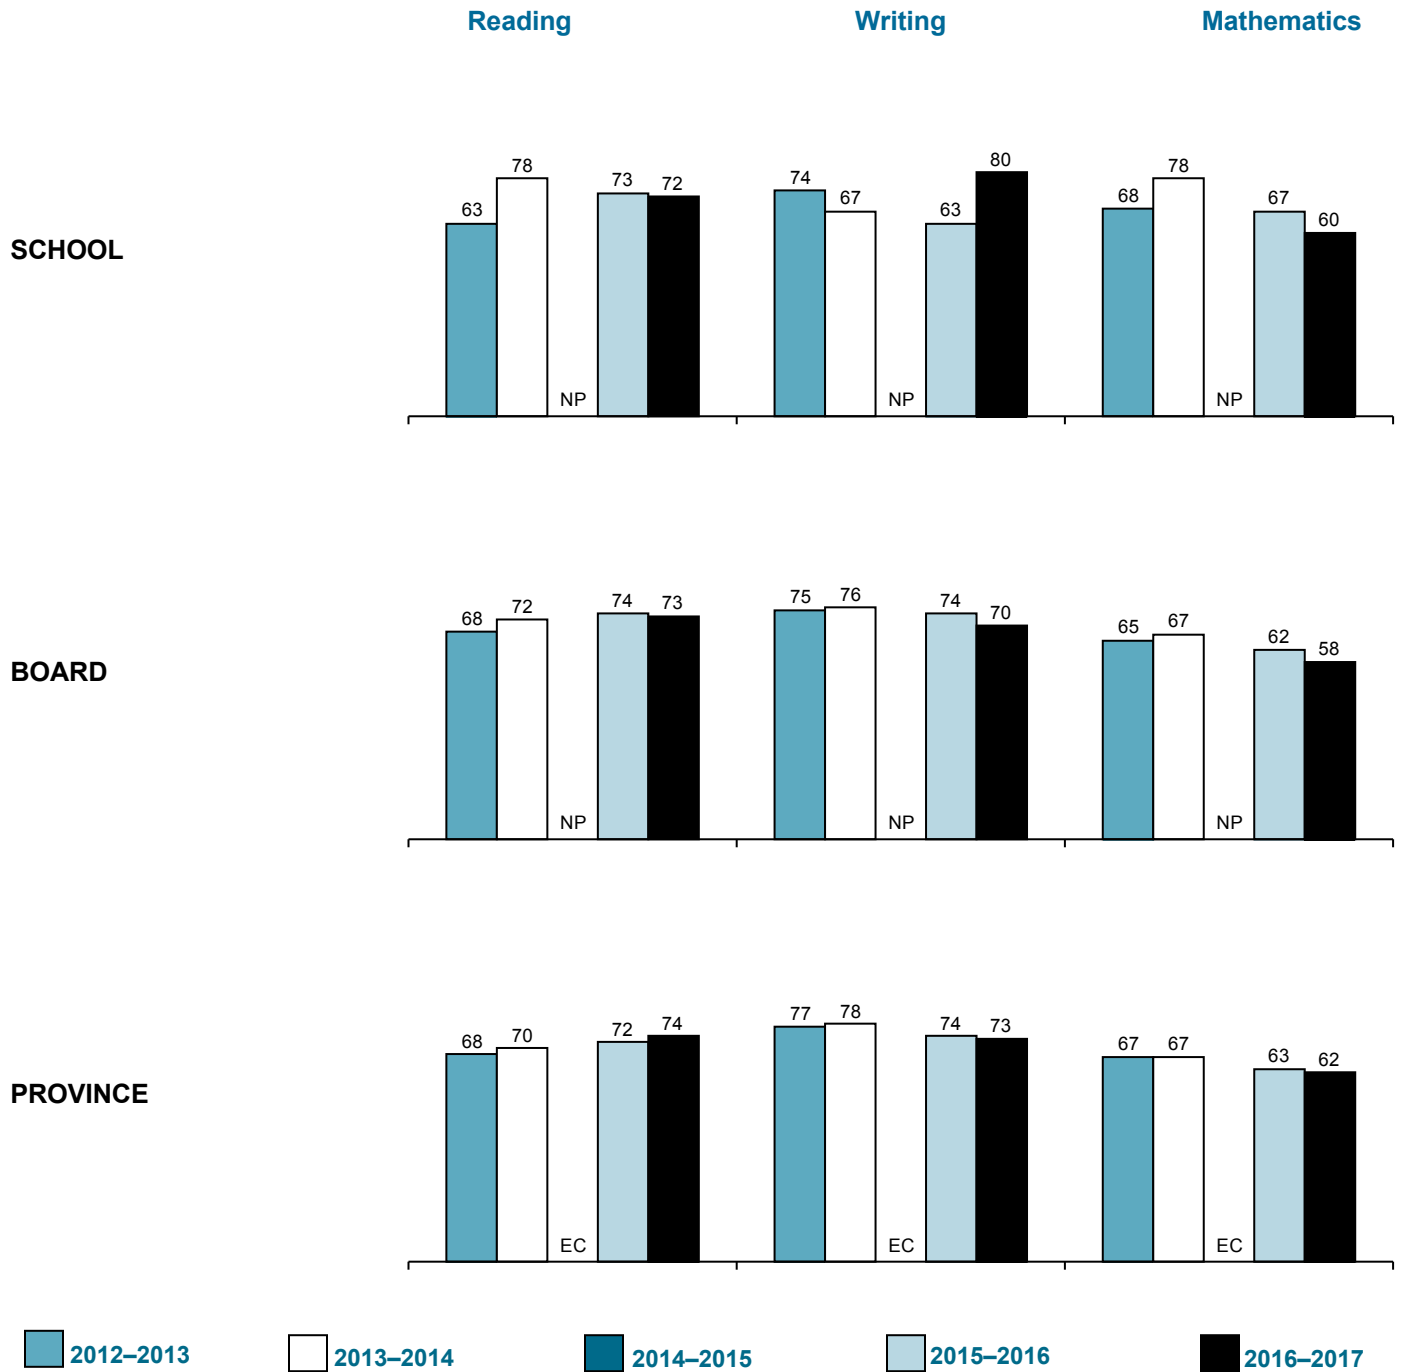 Reading Writing Mathematics
SCHOOL
63 78 NP 73 72 74 67 NP 63 80 68 78 NP 67 60
BOARD
68 72 NP 74 73 75 76 NP 74 70 65 67 NP 62 58
PROVINCE
68 70 EC 72 74 77 78 EC 74 73 67 67 EC 63 62
2012–2013 2013–2014 2014–2015 2015–2016 2016–2017